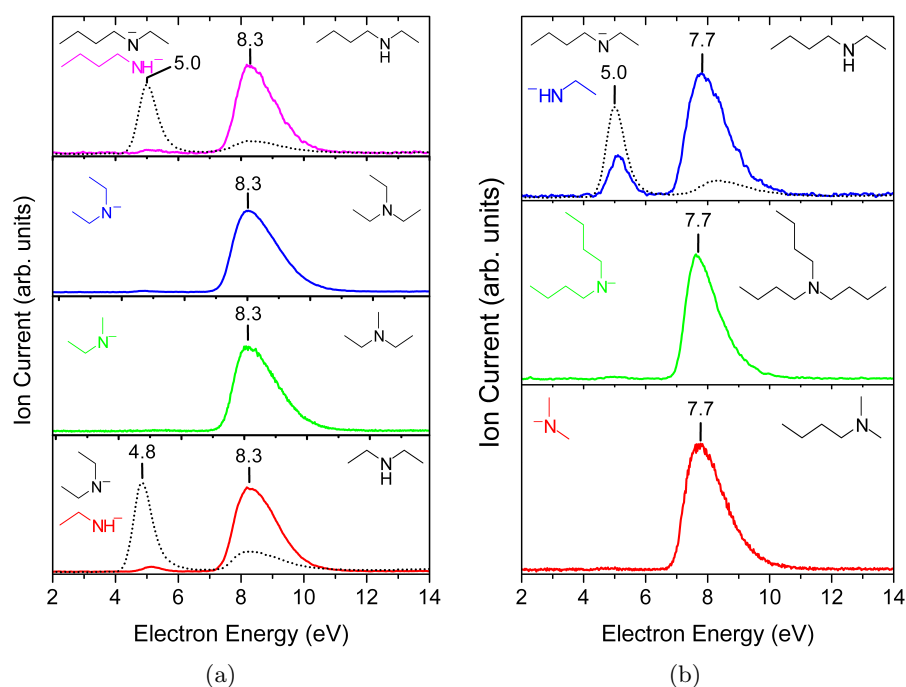 N⁻
NH⁻
5.0
8.3
N
H
N⁻
8.3
N
N⁻
8.3
N
4.8
N⁻
NH⁻
8.3
N
H
2 4 6 8 10 12 14
Electron Energy (eV)
Ion Current (arb. units)
(a)
N⁻
⁻HN
5.0
7.7
N
H
7.7
N⁻
N
⁻N
7.7
N
2 4 6 8 10 12 14
Electron Energy (eV)
Ion Current (arb. units)
(b)